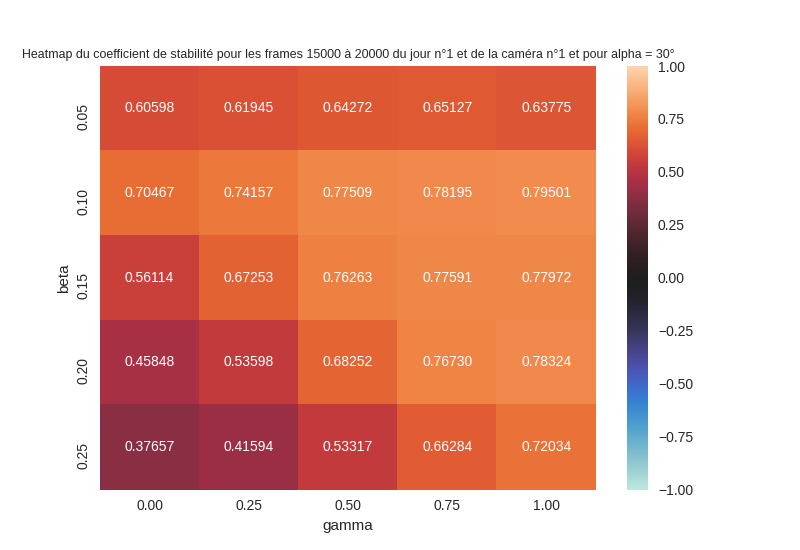 Heatmap du coefficient de stabilité pour les frames 15000 à 20000 du jour n°1 et de la caméra n°1 et pour alpha = 30°
0.05 0.60598 0.61945 0.64272 0.65127 0.63775
0.10 0.70467 0.74157 0.77509 0.78195 0.79501
0.15 0.56114 0.67253 0.76263 0.77591 0.77972
0.20 0.45848 0.53598 0.68252 0.76730 0.78324
0.25 0.37657 0.41594 0.53317 0.66284 0.72034
beta
0.00 0.25 0.50 0.75 1.00
gamma
1.00
0.75
0.50
0.25
0.00
−0.25
−0.50
−0.75
−1.00